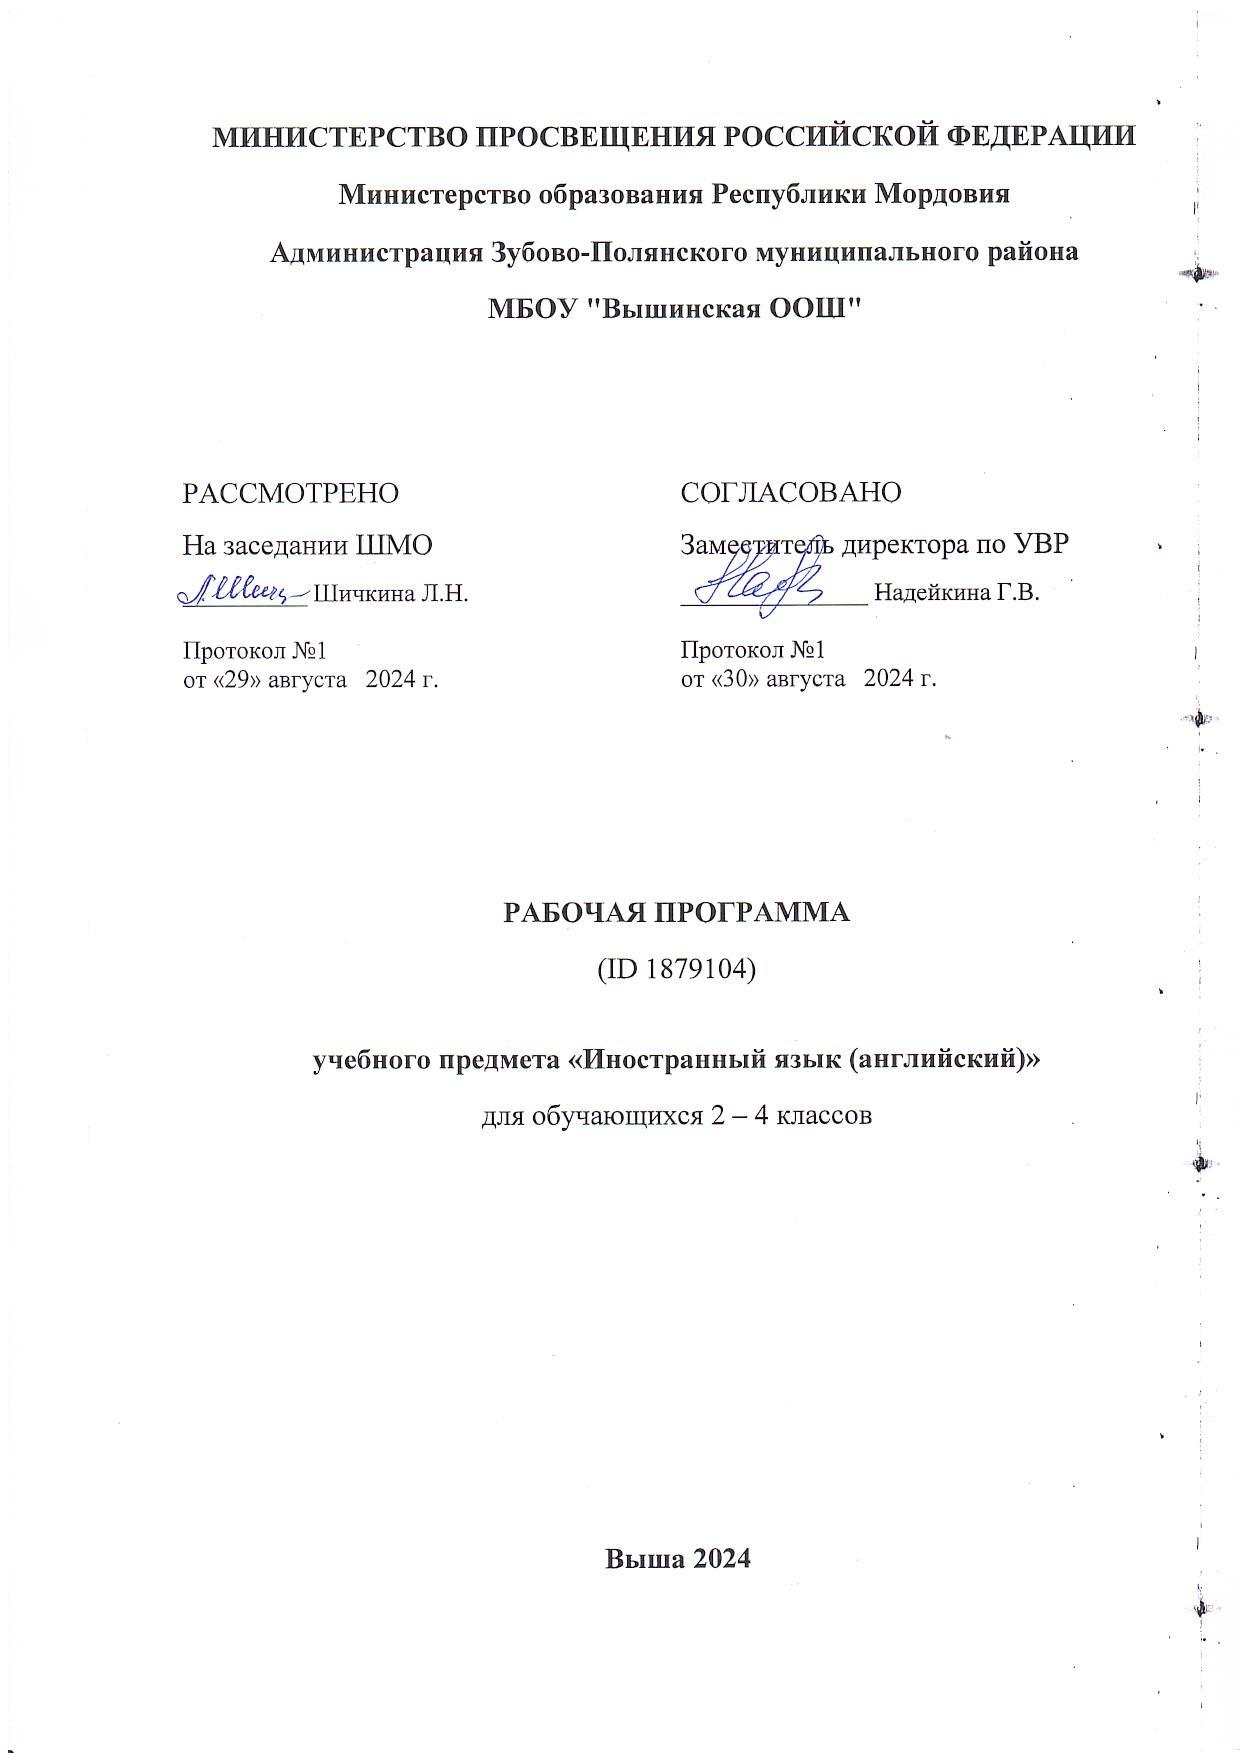 МИНИСТЕРСТВО ПРОСВЕЩЕНИЯ РОССИЙСКОЙ ФЕДЕРАЦИИ
Министерство образования Республики Мордовия
Администрация Зубово-Полянского муниципального района
МБОУ "Вышинская ООШ"
РАССМОТРЕНО
На заседании ШМО
Шичкина Л.Н.
Протокол №1
от «29» августа 2024 г.
СОГЛАСОВАНО
Заместитель директора по УВР
Надейкина Г.В.
Протокол №1
от «30» августа 2024 г.
РАБОЧАЯ ПРОГРАММА
(ID 1879104)
учебного предмета «Иностранный язык (английский)»
для обучающихся 2 – 4 классов
Выша 2024